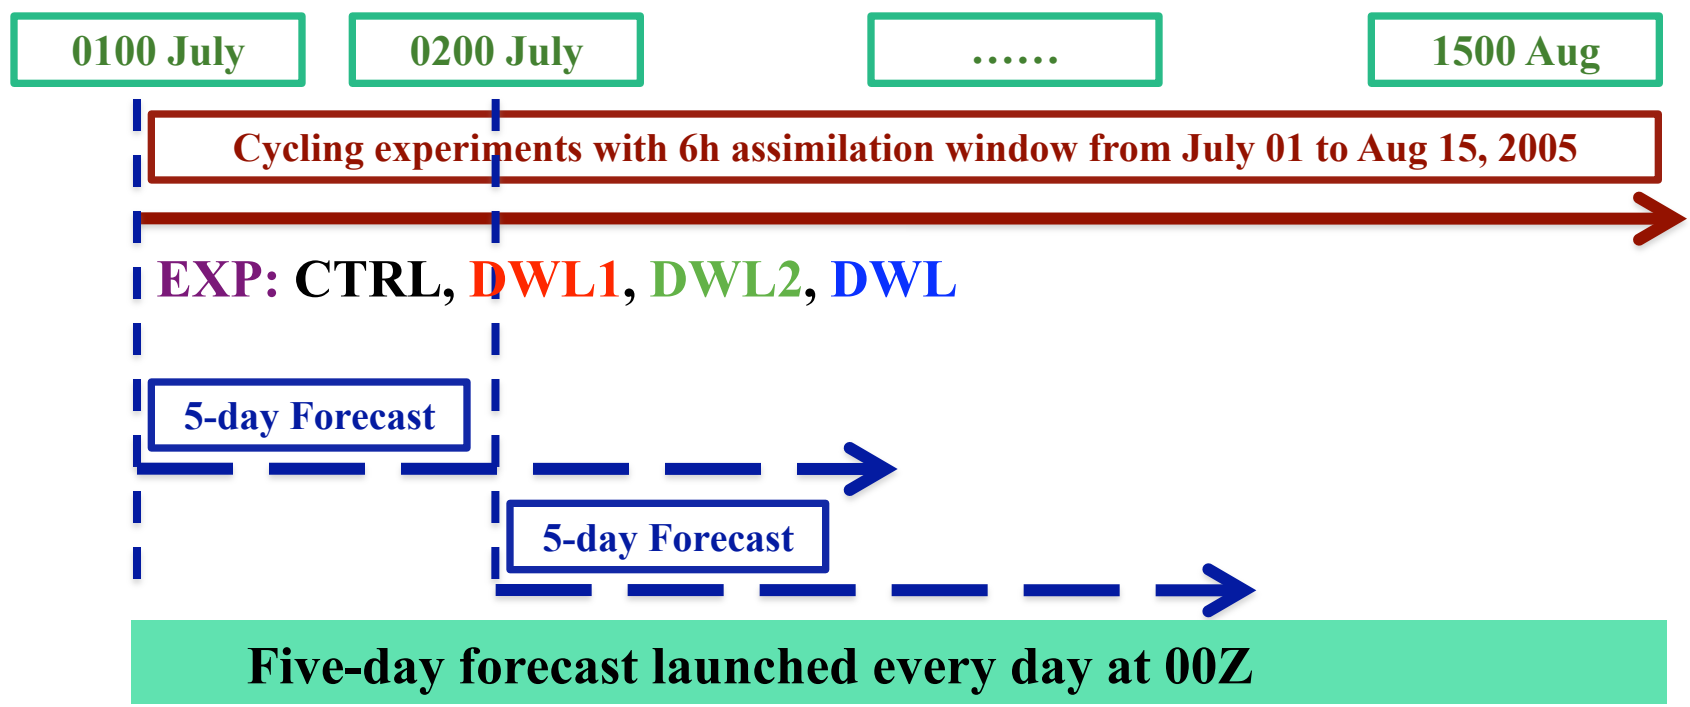 0100 July
0200 July
......
1500 Aug
Cycling experiments with 6h assimilation window from July 01 to Aug 15, 2005
EXP: CTRL, DWL1, DWL2, DWL
5-day Forecast
5-day Forecast
Five-day forecast launched every day at 00Z